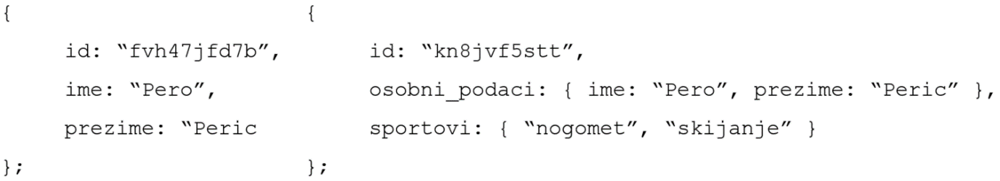 {
id: “fvh47jfd7b”,
ime: “Pero”,
prezime: “Peric
};
{
id: “kn8jvf5stt”,
osobni_podaci: { ime: “Pero”, prezime: “Peric” },
sportovi: { “nogomet”, “skijanje” }
};